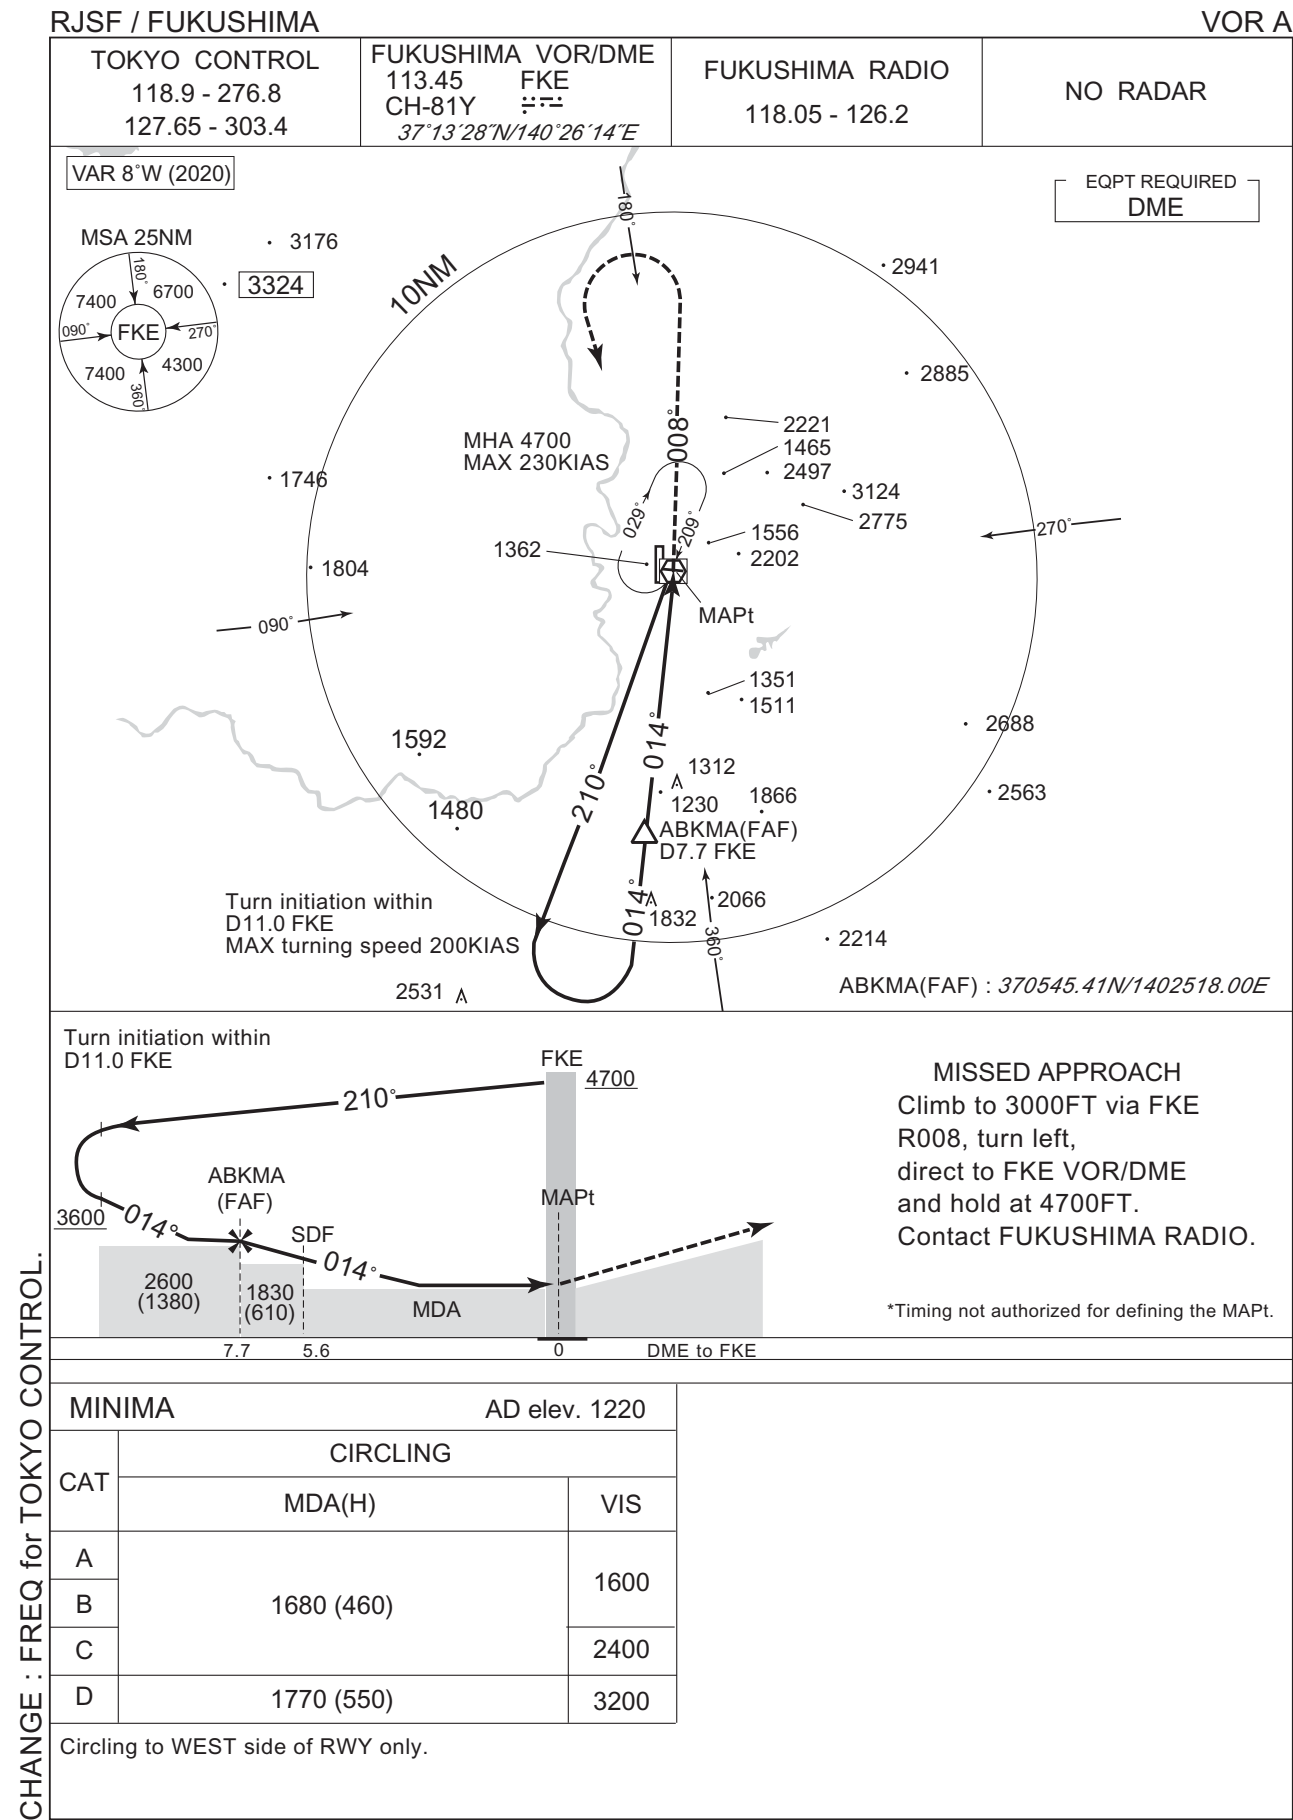 RJSF / FUKUSHIMA
VOR A
TOKYO CONTROL
118.9 - 276.8
127.65 - 303.4
FUKUSHIMA VOR/DME
113.45 FKE
CH-81Y
37°13´28˝N/140°26´14˝E
FUKUSHIMA RADIO
118.05 - 126.2
NO RADAR
VAR 8°W (2020)
EQPT REQUIRED
DME
MSA 25NM
180°
7400
6700
090°
FKE
270°
7400
4300
360°
3176
3324
10NM
180°
2941
2885
008°
MHA 4700
MAX 230KIAS
2221
1465
2497
3124
2775
1746
029°
209°
1556
2202
1362
270°
1804
MAPt
090°
1351
1511
2688
1592
014°
1312
1230
1866
2563
210°
1480
ABKMA(FAF)
D7.7 FKE
Turn initiation within
D11.0 FKE
MAX turning speed 200KIAS
014°
1832
2066
360°
2214
2531
ABKMA(FAF) : 370545.41N/1402518.00E
Turn initiation within
D11.0 FKE
FKE
4700
210°
ABKMA
(FAF)
MAPt
3600
014°
SDF
014°
2600
(1380)
1830
(610)
MDA
7.7
5.6
0
DME to FKE
MISSED APPROACH
Climb to 3000FT via FKE
R008, turn left,
direct to FKE VOR/DME
and hold at 4700FT.
Contact FUKUSHIMA RADIO.
*Timing not authorized for defining the MAPt.
MINIMA
AD elev. 1220
CAT
CIRCLING
MDA(H)
VIS
A
B
1680 (460)
1600
C
2400
D
1770 (550)
3200
Circling to WEST side of RWY only.
CHANGE : FREQ for TOKYO CONTROL.